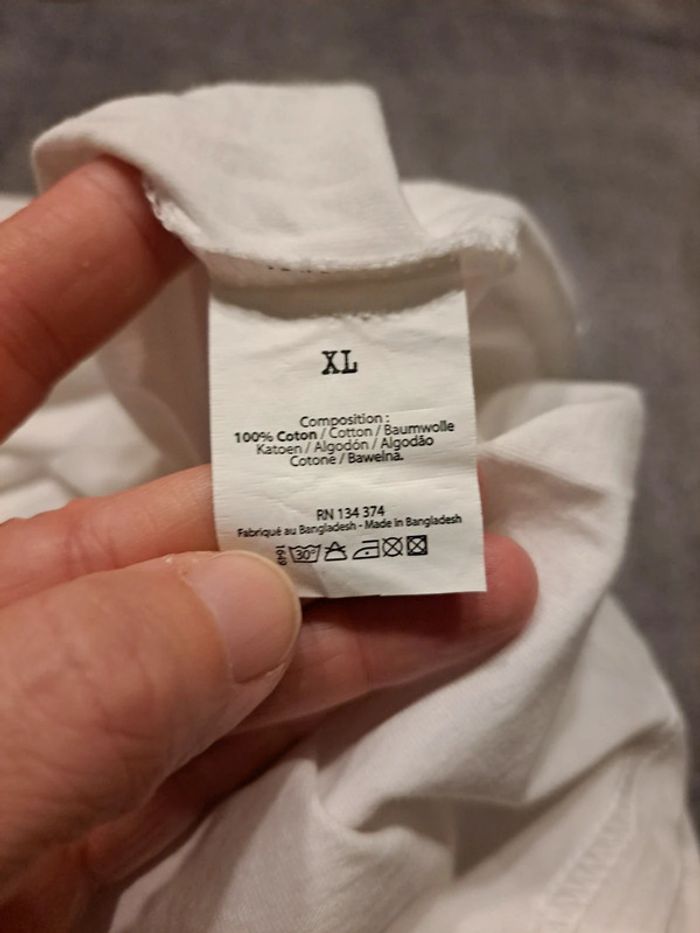 XL
Composition :
100% Coton / Cotton / Baumwolle
Katoen / Algodón / Algodão
Cotone / Bawelna.
RN 134 374
Fabriqué au Bangladesh - Made in Bangladesh
30°